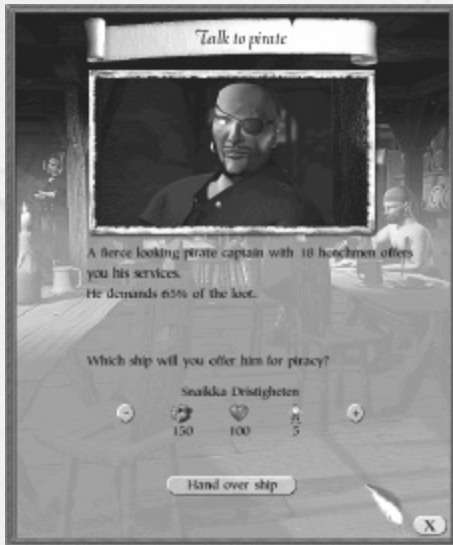 Talk to pirate
A fierce looking pirate captain with 18 henchmen offers
you his services.
He demands 65% of the loot.
Which ship will you offer him for piracy?
Snaikka Dristigheten
150 100 5
Hand over ship
X